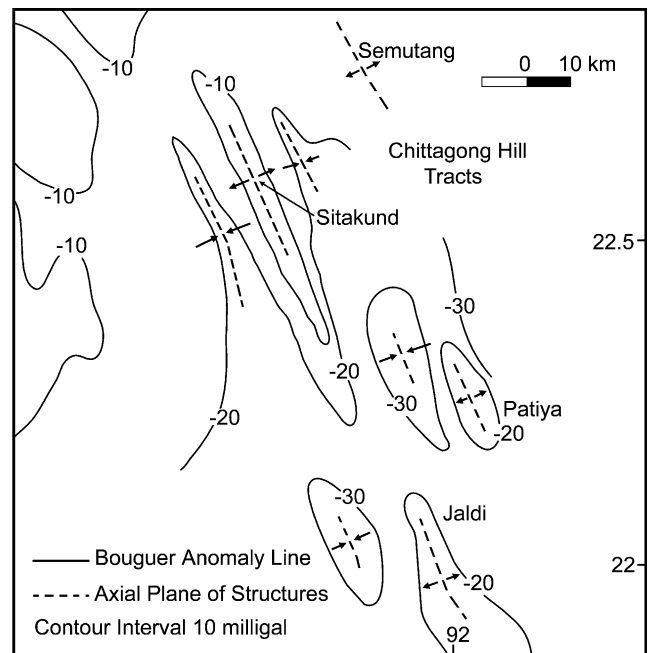 Semutang
0 10 km
-10
-10
Chittagong Hill
Tracts
-10
Sitakund
-10
22.5
-30
-20
-30
-20
Patiya
-20
-30
Jaldi
Bouguer Anomaly Line
22
-20
Axial Plane of Structures
Contour Interval 10 milligal
92